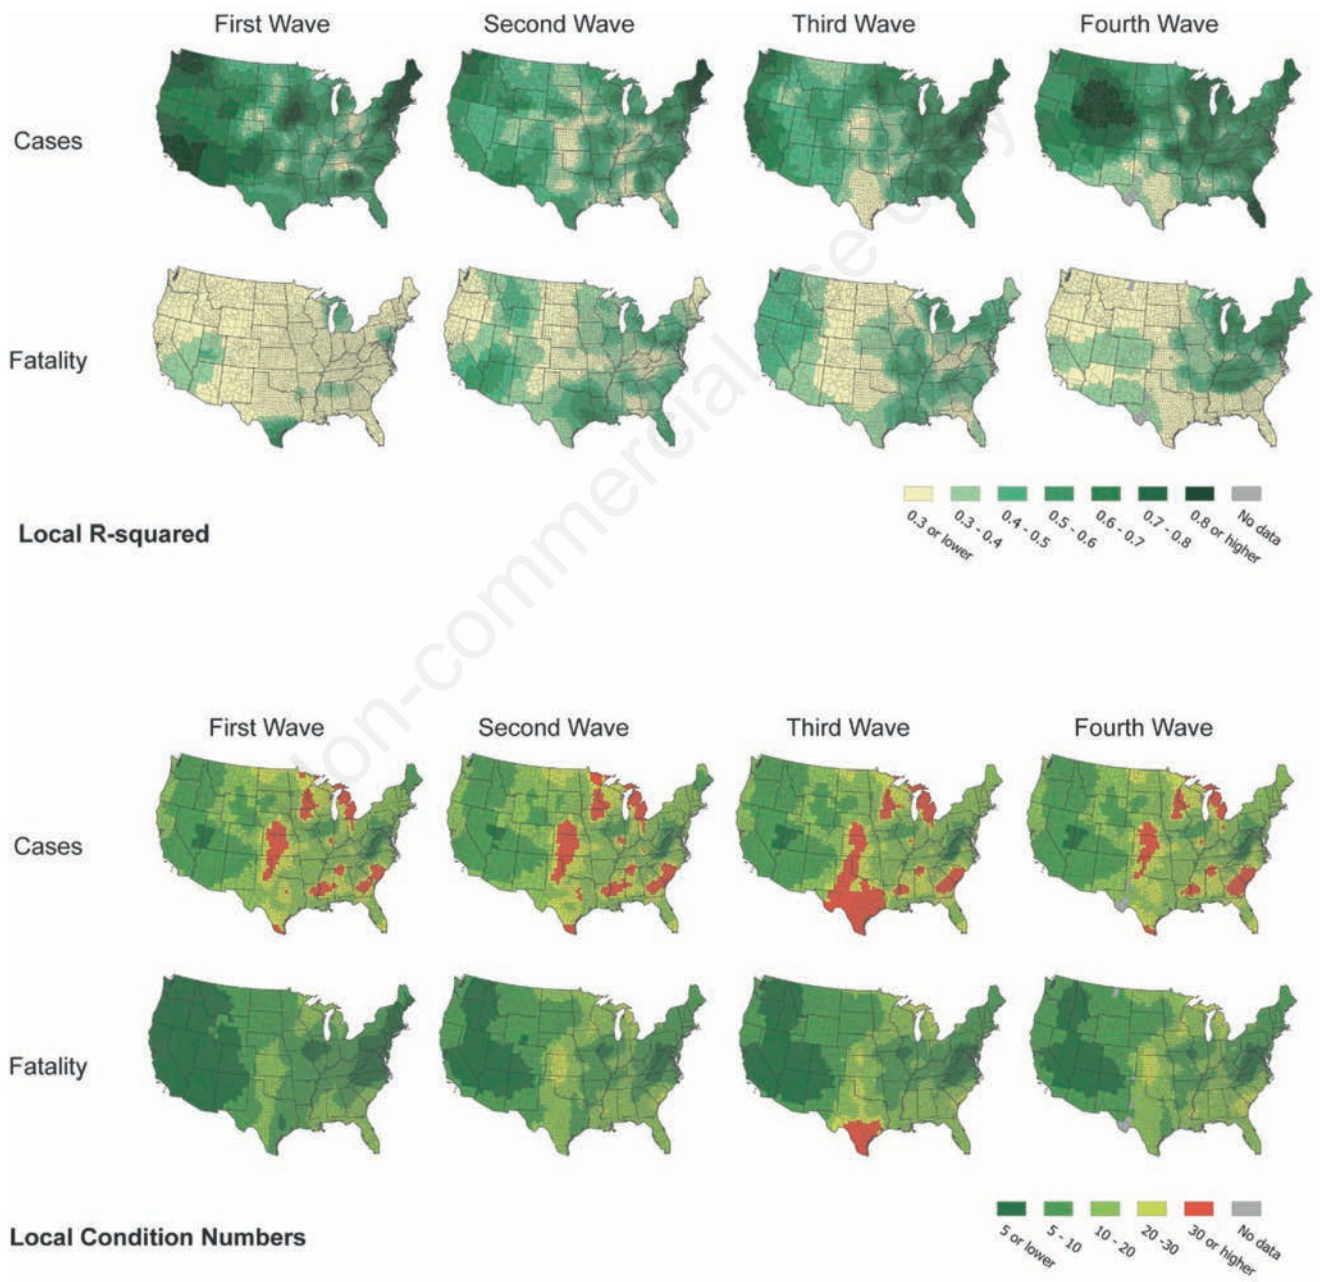 First Wave
Second Wave
Third Wave
Fourth Wave
Cases
Fatality
0.3 or lower
0.3 - 0.4
0.4 - 0.5
0.5 - 0.6
0.6 - 0.7
0.7 - 0.8
0.8 or higher
No data
Local R-squared
First Wave
Second Wave
Third Wave
Fourth Wave
Cases
Fatality
5 or lower
5 - 10
10 - 20
20 -30
30 or higher
No data
Local Condition Numbers